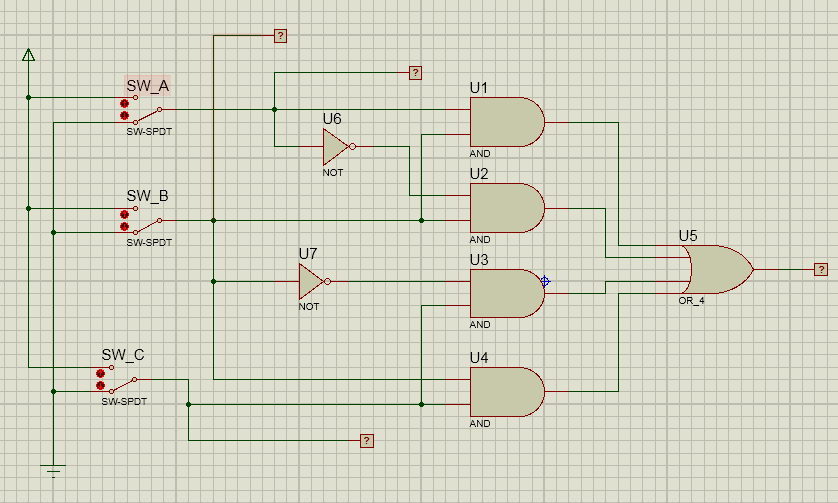 ?
?
SW_A
SW-SPDT
U1
AND
U6
NOT
U2
AND
SW_B
SW-SPDT
U7
NOT
U3
AND
U5
OR_4
?
SW_C
SW-SPDT
U4
AND
?